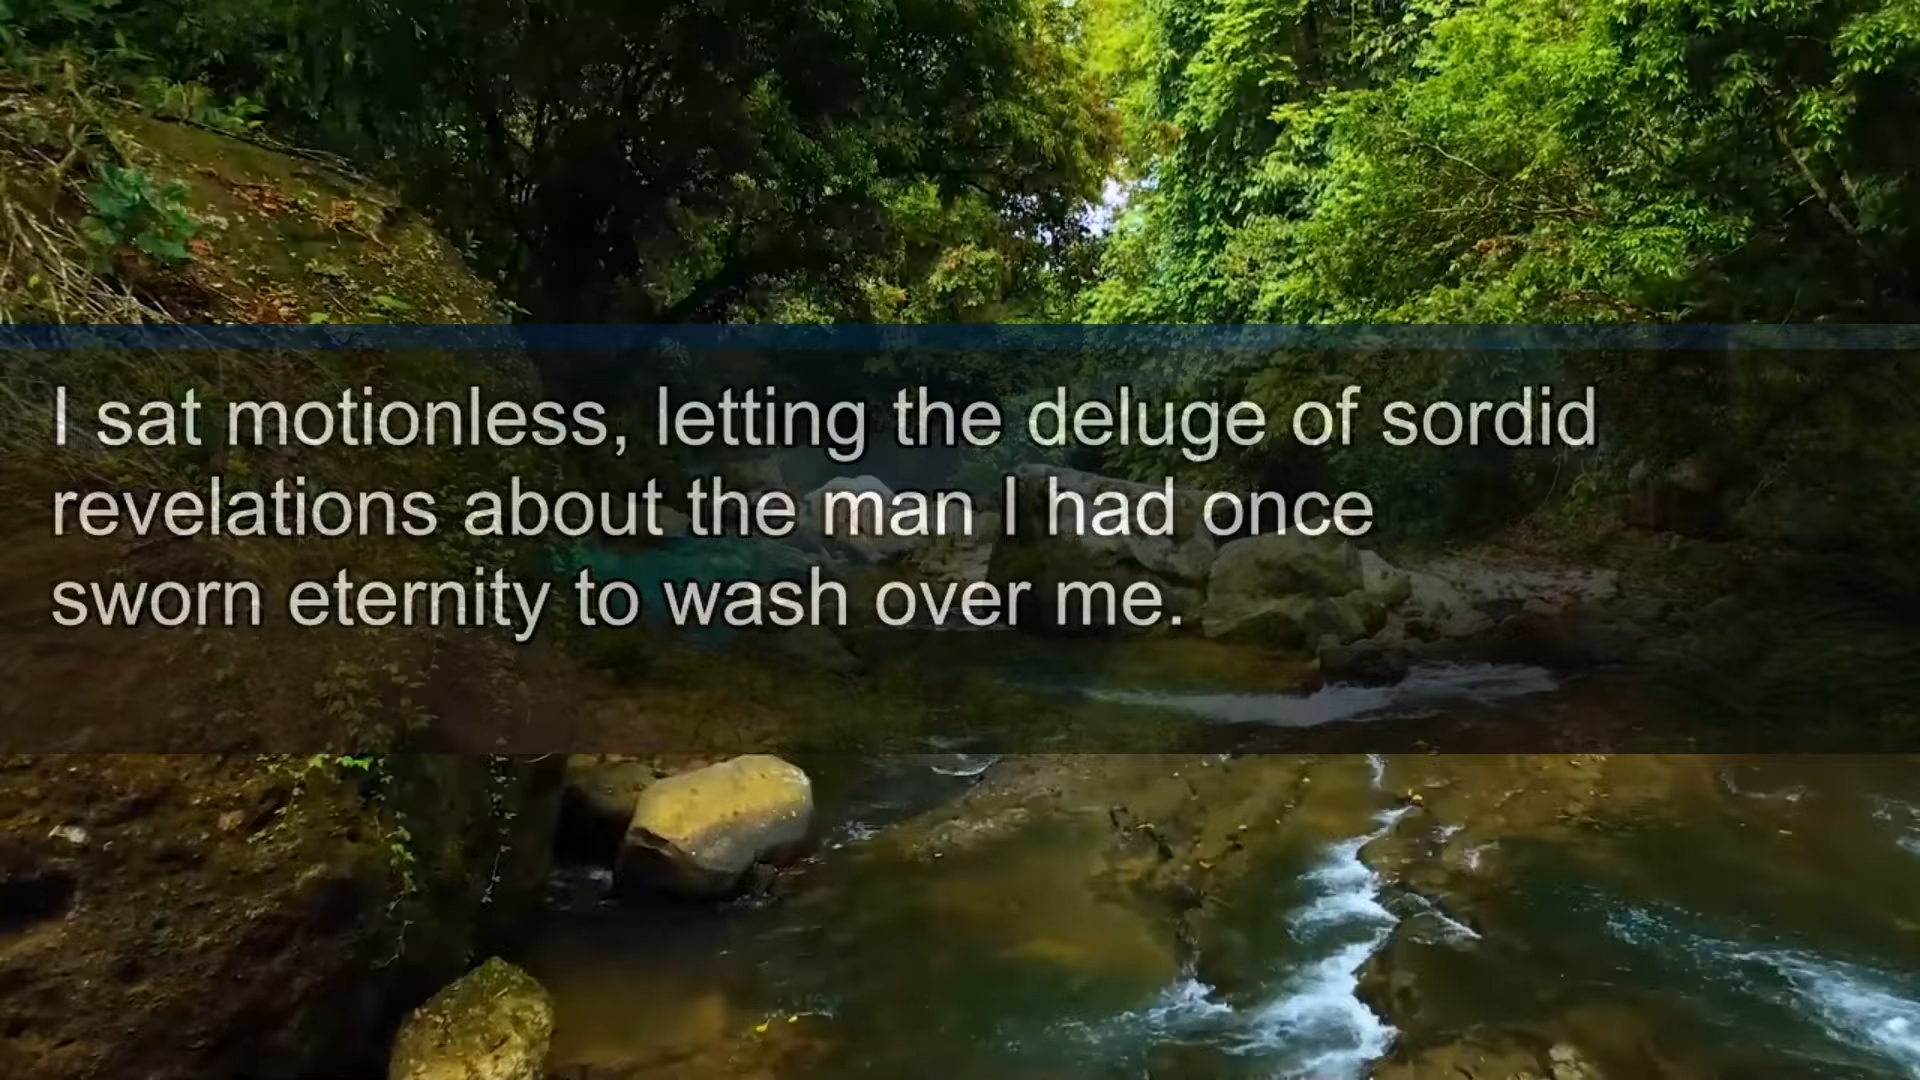 I sat motionless, letting the deluge of sordid
revelations about the man I had once
sworn eternity to wash over me.